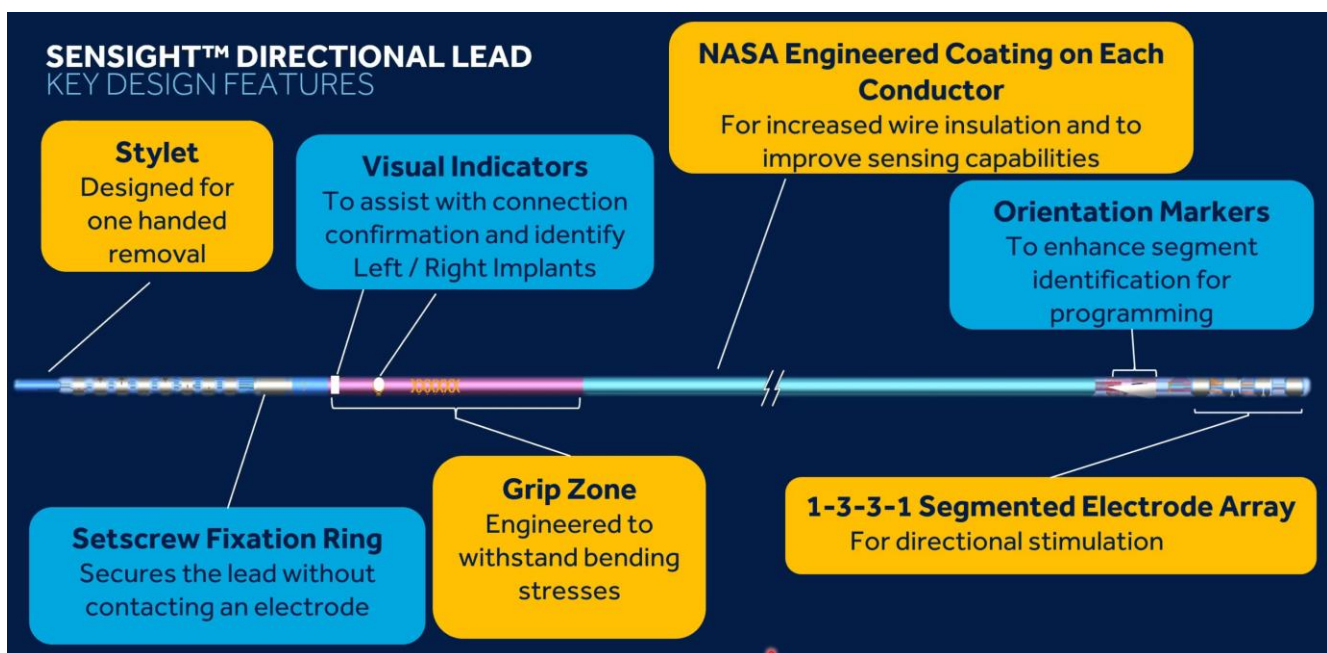 SENSIGHT™ DIRECTIONAL LEAD
KEY DESIGN FEATURES
Stylet
Designed for
one handed
removal
Visual Indicators
To assist with connection
confirmation and identify
Left / Right Implants
NASA Engineered Coating on Each
Conductor
For increased wire insulation and to
improve sensing capabilities
Orientation Markers
To enhance segment
identification for
programming
Setscrew Fixation Ring
Secures the lead without
contacting an electrode
Grip Zone
Engineered to
withstand bending
stresses
1-3-3-1 Segmented Electrode Array
For directional stimulation